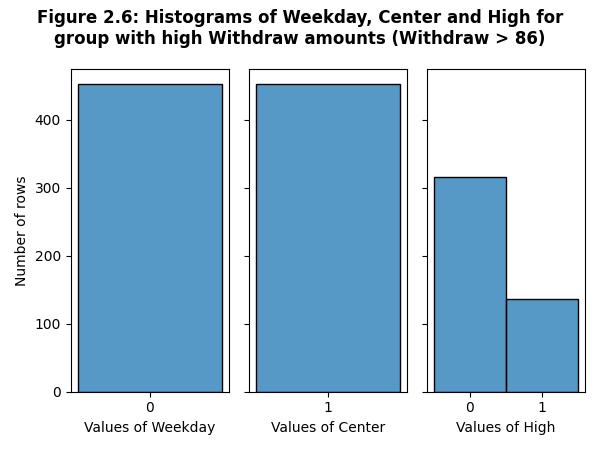 Figure 2.6: Histograms of Weekday, Center and High for
group with high Withdraw amounts (Withdraw > 86)
Number of rows
400
300
200
100
0
0
1
0 1
Values of Weekday
Values of Center
Values of High